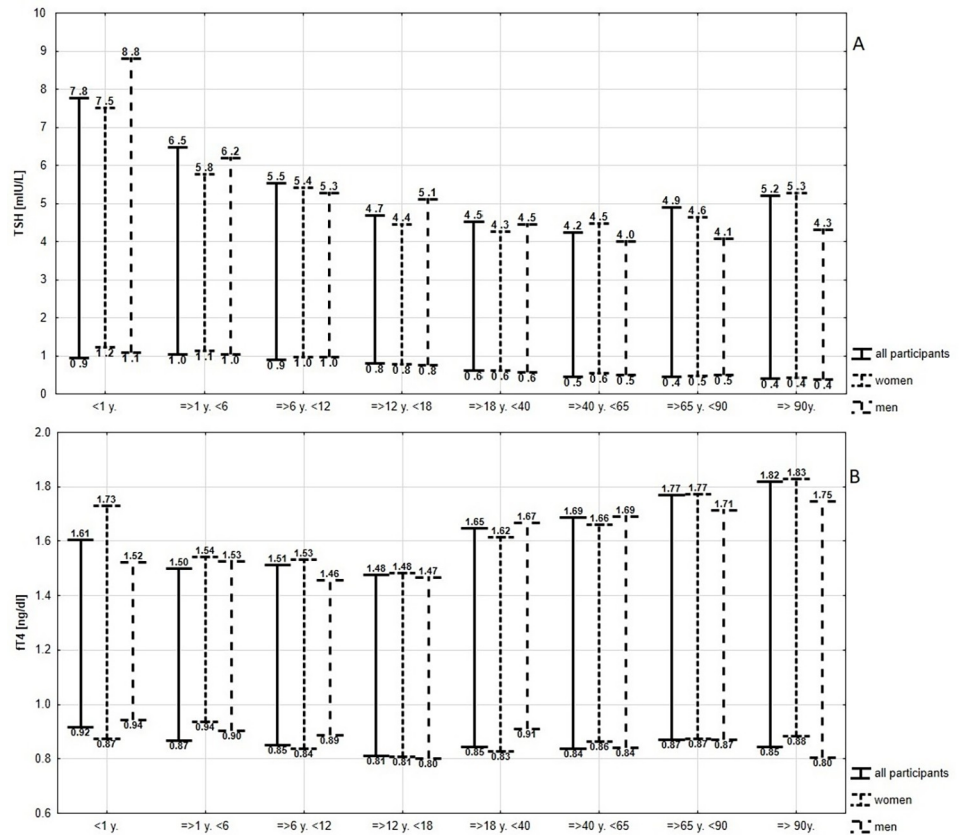 A
TSH [mIU/L]
10
9
8
7
6
5
4
3
2
1
0
7.8 7.5 8.8
6.5 5.8 6.2
5.5 5.4 5.3
4.7 4.4 5.1
4.5 4.3 4.5
4.2 4.5 4.0
4.9 4.6 4.1
5.2 5.3 4.3
0.9 1.2 1.1
1.0 1.1 1.0
0.9 1.0 1.0
0.8 0.8 0.8
0.6 0.6 0.6
0.5 0.6 0.5
0.4 0.5 0.5
0.4 0.4 0.4
<1 y. =>1 y. <6 =>6 y. <12 =>12 y. <18 =>18 y. <40 =>40 y. <65 =>65 y. <90 => 90y.
all participants
women
men
B
fT4 [ng/dl]
2.0
1.8
1.6
1.4
1.2
1.0
0.8
0.6
1.61 1.73 1.52
1.50 1.54 1.53
1.51 1.53 1.46
1.48 1.48 1.47
1.65 1.62 1.67
1.69 1.66 1.69
1.77 1.77 1.71
1.82 1.83 1.75
0.92 0.87 0.94
0.87 0.94 0.90
0.85 0.84 0.89
0.81 0.81 0.80
0.85 0.83 0.91
0.84 0.86 0.84
0.87 0.87 0.87
0.85 0.88 0.80
<1 y. =>1 y. <6 =>6 y. <12 =>12 y. <18 =>18 y. <40 =>40 y. <65 =>65 y. <90 => 90y.
all participants
women
men